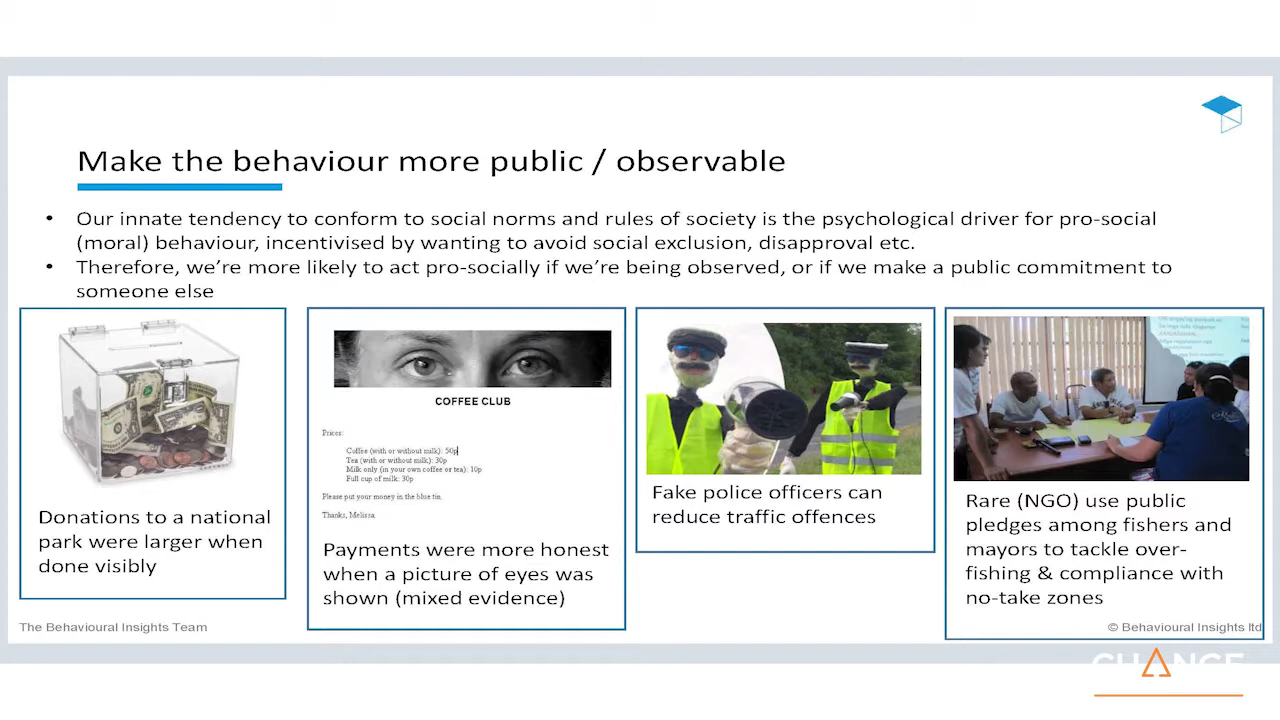 Make the behaviour more public / observable
• Our innate tendency to conform to social norms and rules of society is the psychological driver for pro-social
(moral) behaviour, incentivised by wanting to avoid social exclusion, disapproval etc.
• Therefore, we're more likely to act pro-socially if we're being observed, or if we make a public commitment to
someone else
Donations to a national
park were larger when
done visibly
COFFEE CLUB
Prices:
Coffee (with or without milk): 50p
Tea (with or without milk): 30p
Milk only (in your own coffee or tea): 10p
Full cup of milk: 30p
Please put your money in the blue tin.
Thanks, Melissa.
Payments were more honest
when a picture of eyes was
shown (mixed evidence)
Fake police officers can
reduce traffic offences
Rare (NGO) use public
pledges among fishers and
mayors to tackle over-
fishing & compliance with
no-take zones
The Behavioural Insights Team
© Behavioural Insights ltd
CHANGE